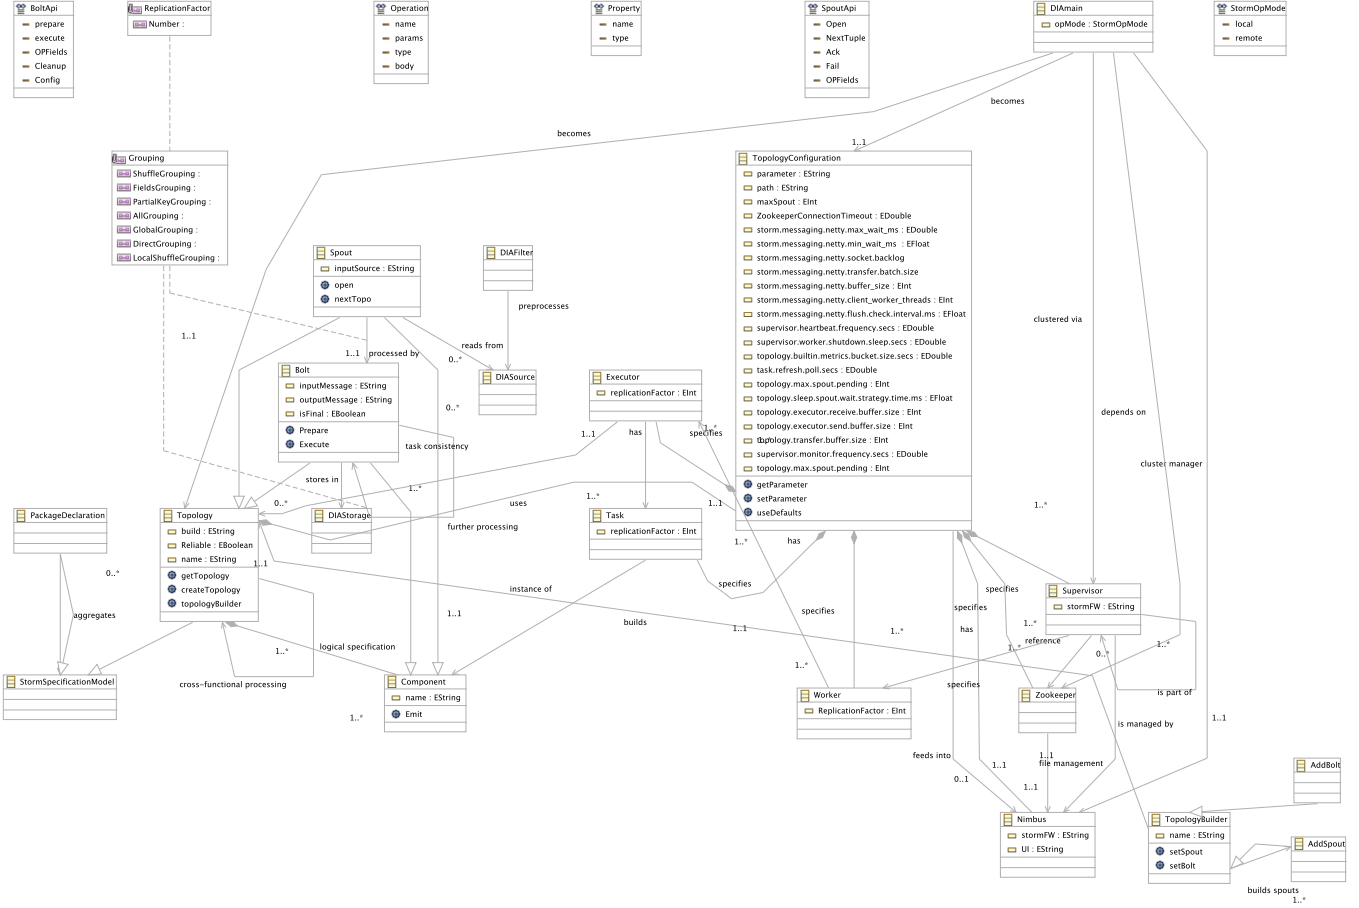 BoltApi
prepare
execute
OPFields
Cleanup
Config
ReplicationFactor
Number :
Operation
name
params
type
body
Property
name
type
SpoutApi
Open
NextTuple
Ack
Fail
OPFields
DIAmain
opMode : StormOpMode
StormOpMode
local
remote
becomes
becomes
1..1
Grouping
ShuffleGrouping :
FieldsGrouping :
PartialKeyGrouping :
AllGrouping :
GlobalGrouping :
DirectGrouping :
LocalShuffleGrouping :
TopologyConfiguration
parameter : EString
path : EString
maxSpout : EInt
ZookeeperConnectionTimeout : EDouble
storm.messaging.netty.max_wait_ms : EDouble
storm.messaging.netty.min_wait_ms : EFloat
storm.messaging.netty.socket.backlog
storm.messaging.netty.transfer.batch.size
storm.messaging.netty.buffer_size : EInt
storm.messaging.netty.client_worker_threads : EInt
storm.messaging.netty.flush.check.interval.ms : EFloat
supervisor.heartbeat.frequency.secs : EDouble
supervisor.worker.shutdown.sleep.secs : EDouble
topology.builtin.metrics.bucket.size.secs : EDouble
task.refresh.poll.secs : EDouble
topology.max.spout.pending : EInt
topology.sleep.spout.wait.strategy.time.ms : EFloat
topology.executor.receive.buffer.size : EInt
topology.executor.send.buffer.size : EInt
topology.transfer.buffer.size : EInt
supervisor.monitor.frequency.secs : EDouble
topology.max.spout.pending : EInt
getParameter
setParameter
useDefaults
Spout
inputSource : EString
open
nextTopo
DIAFilter
preprocesses
clustered via
1..1
1..1
processed by
reads from
0..*
Bolt
inputMessage : EString
outputMessage : EString
isFinal : EBoolean
Prepare
Execute
DIASource
Executor
replicationFactor : EInt
0..*
depends on
task consistency
1..1
has
specifies
1..*
cluster manager
stores in
1..*
0..*
uses
1..*
1..1
1..*
PackageDeclaration
Topology
build : EString
Reliable : EBoolean
name : EString
getTopology
createTopology
topologyBuilder
DIAStorage
further processing
Task
replicationFactor : EInt
has
1..*
1..1
0..*
instance of
specifies
specifies
Supervisor
stormFW : EString
aggregates
1..1
builds
1..1
specifies
specifies
has
1..*
1..*
reference
1..*
1..*
0..*
logical specification
1..*
1..*
StormSpecificationModel
cross-functional processing
Component
name : EString
Emit
specifies
Worker
ReplicationFactor : EInt
Zookeeper
is part of
1..*
1..1
is managed by
feeds into
1..1
1..1
file management
0..1
1..1
AddBolt
Nimbus
stormFW : EString
UI : EString
TopologyBuilder
name : EString
setSpout
setBolt
AddSpout
builds spouts
1..*